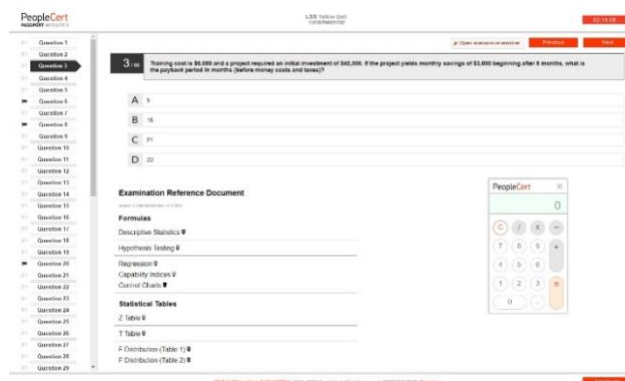 PeopleCert
LSS Yellow Belt
02:14:28
Previous
Next
Question 1
Question 2
Question 3
Question 4
Question 5
Question 6
Question 7
Question 8
Question 9
Question 10
Question 11
Question 12
Question 13
Question 14
Question 15
Question 16
Question 17
Question 18
Question 19
Question 20
Question 21
Question 22
Question 23
Question 24
Question 25
Question 26
Question 27
Question 28
Question 29
3
Training cost is $6,000 and a project required an initial investment of $42,000. If the project yields monthly savings of $3,000 beginning after 6 months, what is
the payback period in months (before money costs and taxes)?
A
B 16
C 21
D 22
Examination Reference Document
Formulas
Descriptive Statistics
Hypothesis Testing
Regression
Capability Indices
Control Charts
Statistical Tables
Z Table
T Table
F Distribution (Table 1)
F Distribution (Table 2)
PeopleCert ×
0
C / X −
7 8 9 +
4 5 6
1 2 3 =
0 .